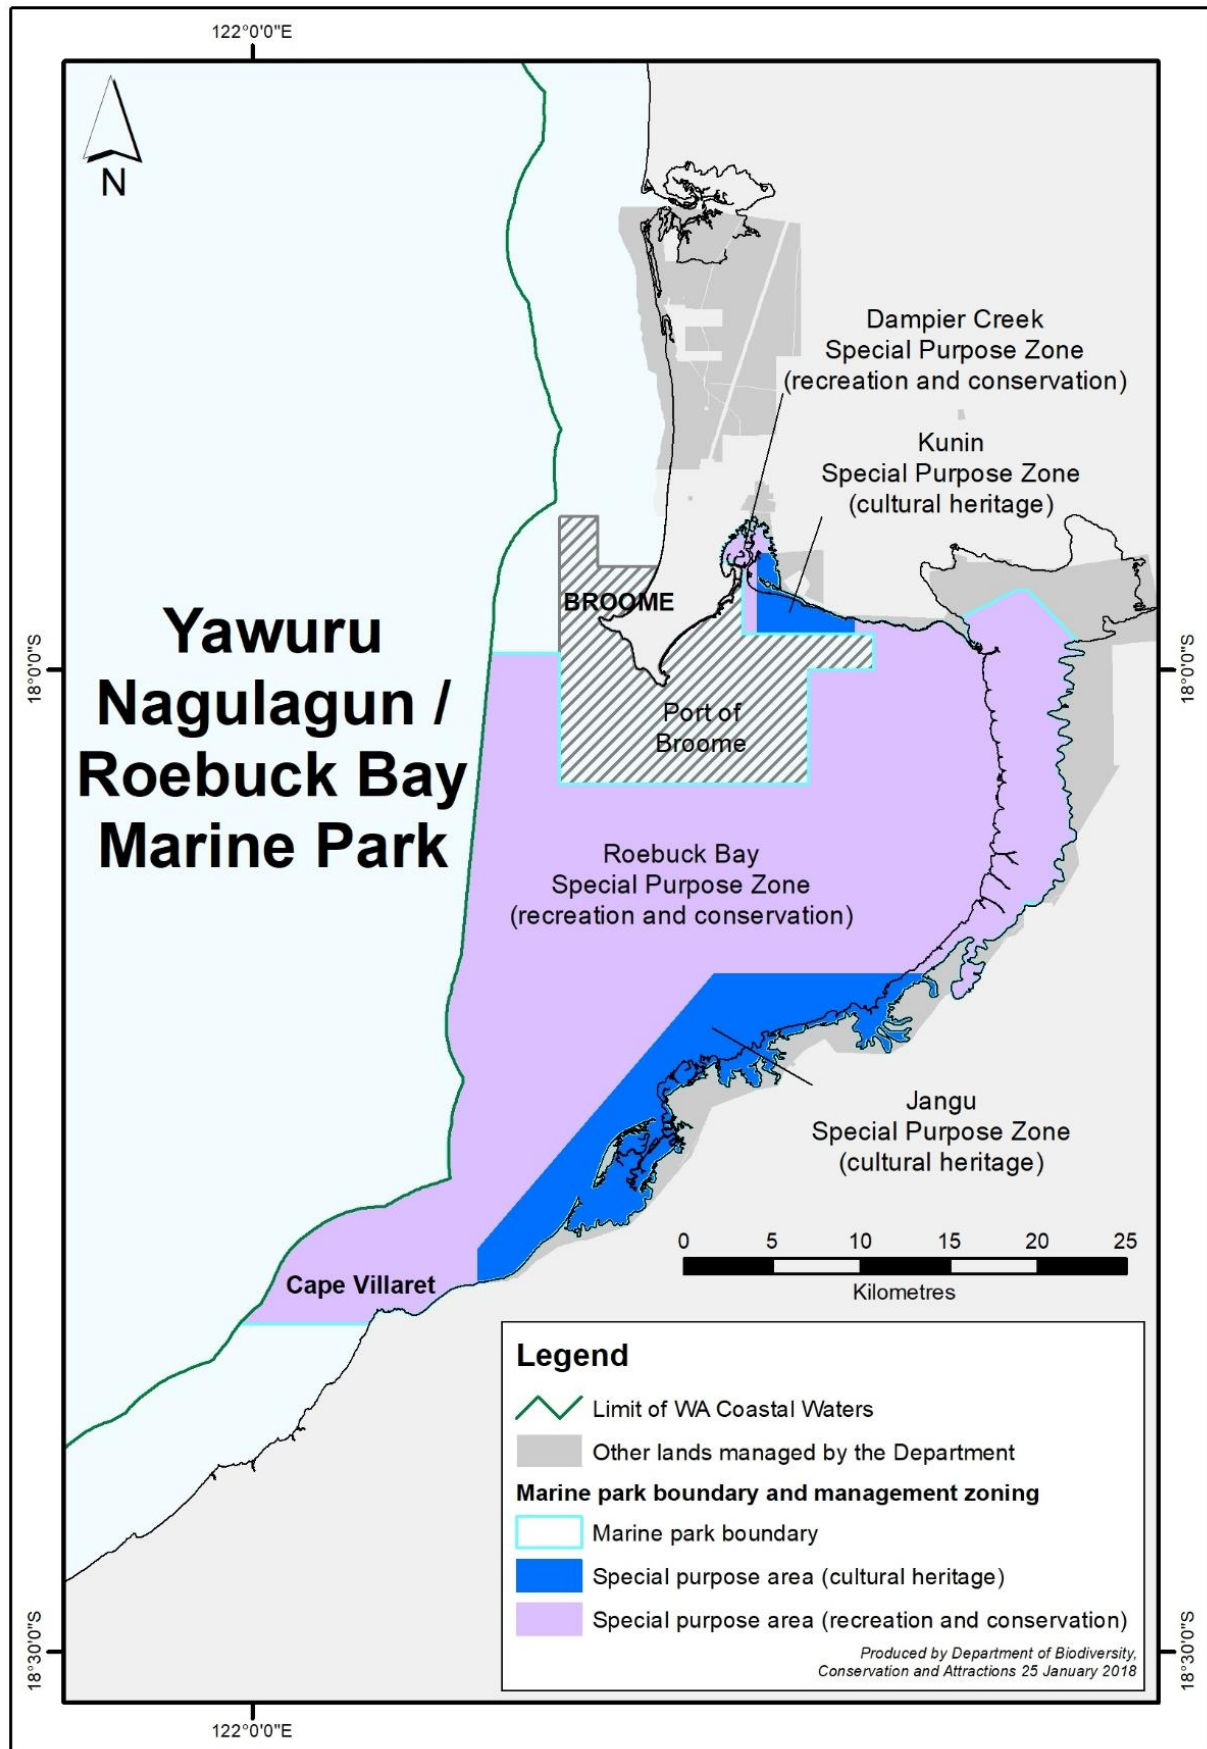 122°0'0"E
N
Dampier Creek
Special Purpose Zone
(recreation and conservation)
Kunin
Special Purpose Zone
(cultural heritage)
BROOME
Yawuru
Nagulagun /
Roebuck Bay
Marine Park
18°0'0"S
18°0'0"S
Port of
Broome
Roebuck Bay
Special Purpose Zone
(recreation and conservation)
Jangu
Special Purpose Zone
(cultural heritage)
0 5 10 15 20 25
Kilometres
Cape Villaret
Legend
Limit of WA Coastal Waters
Other lands managed by the Department
Marine park boundary and management zoning
Marine park boundary
Special purpose area (cultural heritage)
Special purpose area (recreation and conservation)
Produced by Department of Biodiversity,
Conservation and Attractions 25 January 2018
18°30'0"S
18°30'0"S
122°0'0"E